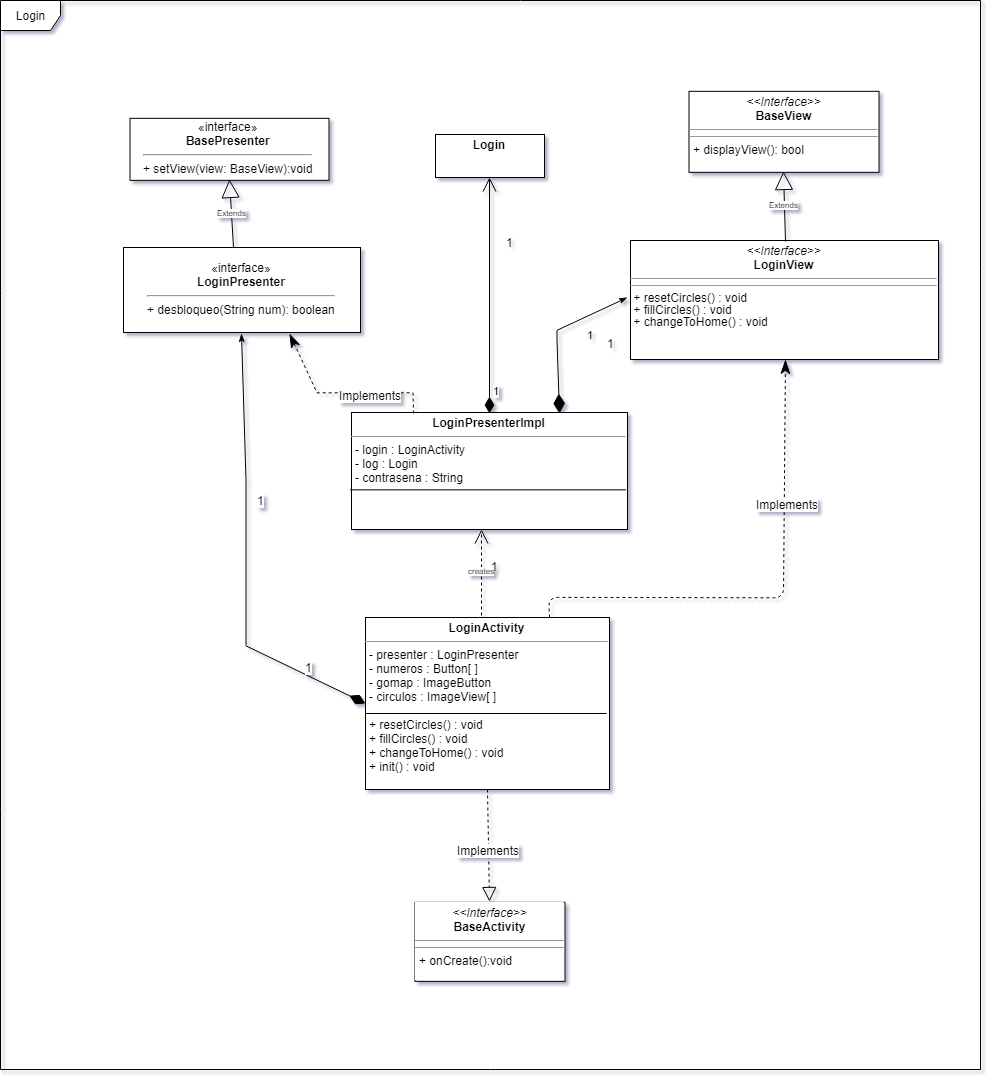 Login
«interface»
BasePresenter
+ setView(view: BaseView):void
Extends
«interface»
LoginPresenter
+ desbloqueo(String num): boolean
Login
1
<<Interface>>
BaseView
+ displayView(): bool
Extends
<<Interface>>
LoginView
+ resetCircles() : void
+ fillCircles() : void
+ changeToHome() : void
1
1
Implements
1
LoginPresenterImpl
- login : LoginActivity
- log : Login
- contrasena : String
1
Implements
creates
1
1
LoginActivity
- presenter : LoginPresenter
- numeros : Button[ ]
- gomap : ImageButton
- circulos : ImageView[ ]
+ resetCircles() : void
+ fillCircles() : void
+ changeToHome() : void
+ init() : void
Implements
<<Interface>>
BaseActivity
+ onCreate():void